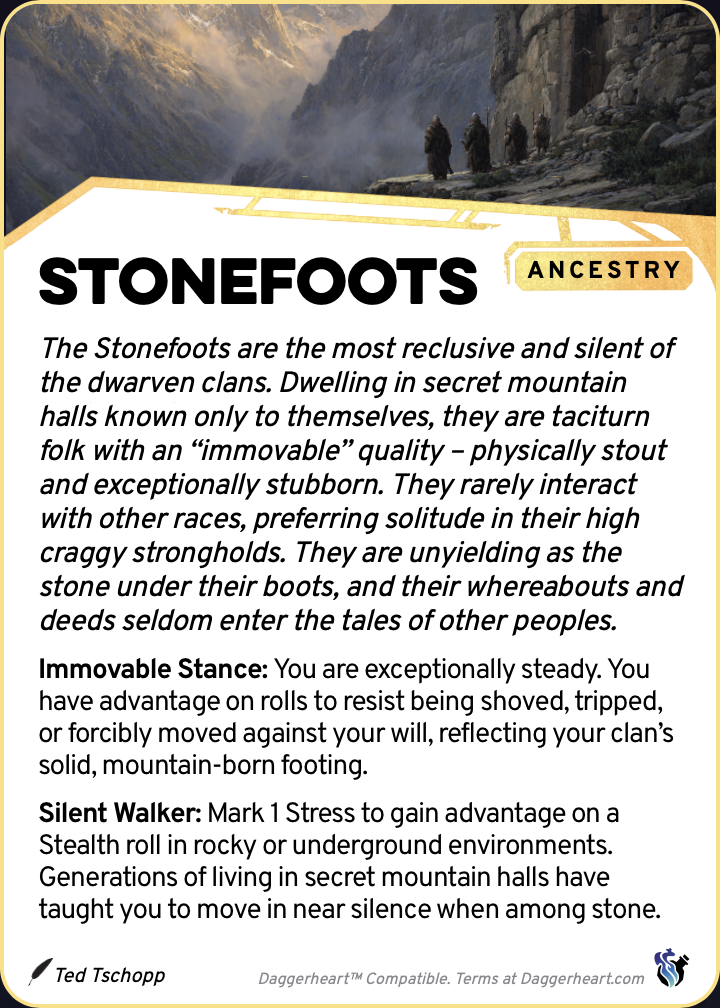 STONEFOOTS
ANCESTRY
The Stonefoots are the most reclusive and silent of
the dwarven clans. Dwelling in secret mountain
halls known only to themselves, they are taciturn
folk with an “immovable” quality – physically stout
and exceptionally stubborn. They rarely interact
with other races, preferring solitude in their high
craggy strongholds. They are unyielding as the
stone under their boots, and their whereabouts and
deeds seldom enter the tales of other peoples.
Immovable Stance: You are exceptionally steady. You
have advantage on rolls to resist being shoved, tripped,
or forcibly moved against your will, reflecting your clan’s
solid, mountain-born footing.
Silent Walker: Mark 1 Stress to gain advantage on a
Stealth roll in rocky or underground environments.
Generations of living in secret mountain halls have
taught you to move in near silence when among stone.
Ted Tschopp
Daggerheart™ Compatible. Terms at Daggerheart.com